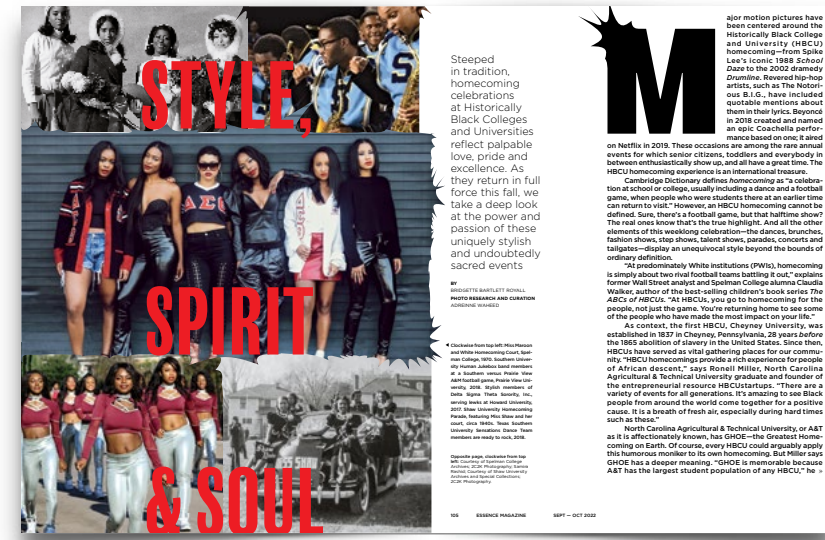 STYLE,
SPIRIT
& SOUL
Steeped
in tradition,
homecoming
celebrations
at Historically
Black Colleges
and Universities
reflect palpable
love, pride and
excellence. As
they return in full
force this fall, we
take a deep look
at the power and
passion of these
uniquely stylish
and undoubtedly
sacred events
BY
BRIDGETTE BARTLETT ROYALL
PHOTO RESEARCH AND CURATION
ADREINNE WAHEED
Clockwise from top left: Miss Maroon
and White Homecoming Court, Spel-
man College, 1970. Southern Univer-
sity Human Jukebox band members
at a Southern versus Prairie View
A&M football game, Prairie View Uni-
versity, 2018. Stylish members of
Delta Sigma Theta Sorority, Inc.,
serving lewks at Howard University,
2017. Shaw University Homecoming
Parade, featuring Miss Shaw and her
court, circa 1940s. Texas Southern
University Sensations Dance Team
members are ready to rock, 2018.
Opposite page, clockwise from top
left: Courtesy of Spelman College
Archives; 2C2K Photography; Samira
Rashid; Courtesy of Shaw University
Archives and Special Collections;
2C2K Photography.
105 ESSENCE MAGAZINE SEPT — OCT 2022
M
ajor motion pictures have
been centered around the
Historically Black College
and University (HBCU)
homecoming—from Spike
Lee's iconic 1988 School
Daze to the 2002 dramedy
Drumline. Revered hip-hop
artists, such as The Notori-
ous B.I.G., have included
quotable mentions about
them in their lyrics. Beyoncé
in 2018 created and named
an epic Coachella perfor-
mance based on one; it aired
on Netflix in 2019. These occasions are among the rare annual
events for which senior citizens, toddlers and everybody in
between enthusiastically show up, and all have a great time. The
HBCU homecoming experience is an international treasure.
Cambridge Dictionary defines homecoming as "a celebra-
tion at school or college, usually including a dance and a football
game, when people who were students there at an earlier time
can return to visit." However, an HBCU homecoming cannot be
defined. Sure, there's a football game, but that halftime show?
The real ones know that's the true highlight. And all the other
elements of this weeklong celebration—the dances, brunches,
fashion shows, step shows, talent shows, parades, concerts and
tailgates—display an unequivocal style beyond the bounds of
ordinary definition.
"At predominately White institutions (PWIs), homecoming
is simply about two rival football teams battling it out," explains
former Wall Street analyst and Spelman College alumna Claudia
Walker, author of the best-selling children's book series The
ABCs of HBCUs. "At HBCUs, you go to homecoming for the
people, not just the game. You're returning home to see some
of the people who have made the most impact on your life."
As context, the first HBCU, Cheyney University, was
established in 1837 in Cheyney, Pennsylvania, 28 years before
the 1865 abolition of slavery in the United States. Since then,
HBCUs have served as vital gathering places for our commu-
nity. "HBCU homecomings provide a rich experience for people
of African descent," says Ronell Miller, North Carolina
Agricultural & Technical University graduate and founder of
the entrepreneurial resource HBCUstartups. "There are a
variety of events for all generations. It's amazing to see Black
people from around the world come together for a positive
cause. It is a breath of fresh air, especially during hard times
such as these."
North Carolina Agricultural & Technical University, or A&T
as it is affectionately known, has GHOE—the Greatest Home-
coming on Earth. Of course, every HBCU could arguably apply
this humorous moniker to its own homecoming. But Miller says
GHOE has a deeper meaning. "GHOE is memorable because
A&T has the largest student population of any HBCU," he »